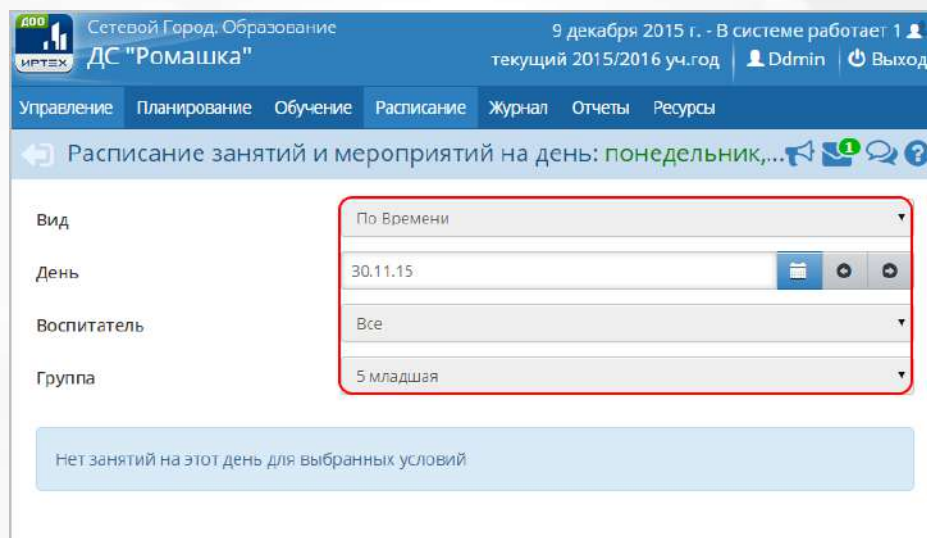 ДОО
ИРТЕХ
Сетевой Город. Образование
ДС "Ромашка"
9 декабря 2015 г. - В системе работает 1
текущий 2015/2016 уч.год Ddmin Выход
Управление Планирование Обучение Расписание Журнал Отчеты Ресурсы
Расписание занятий и мероприятий на день: понедельник,... 1 ?
Вид По Времени
День 30.11.15
Воспитатель Все
Группа 5 младшая
Нет занятий на этот день для выбранных условий